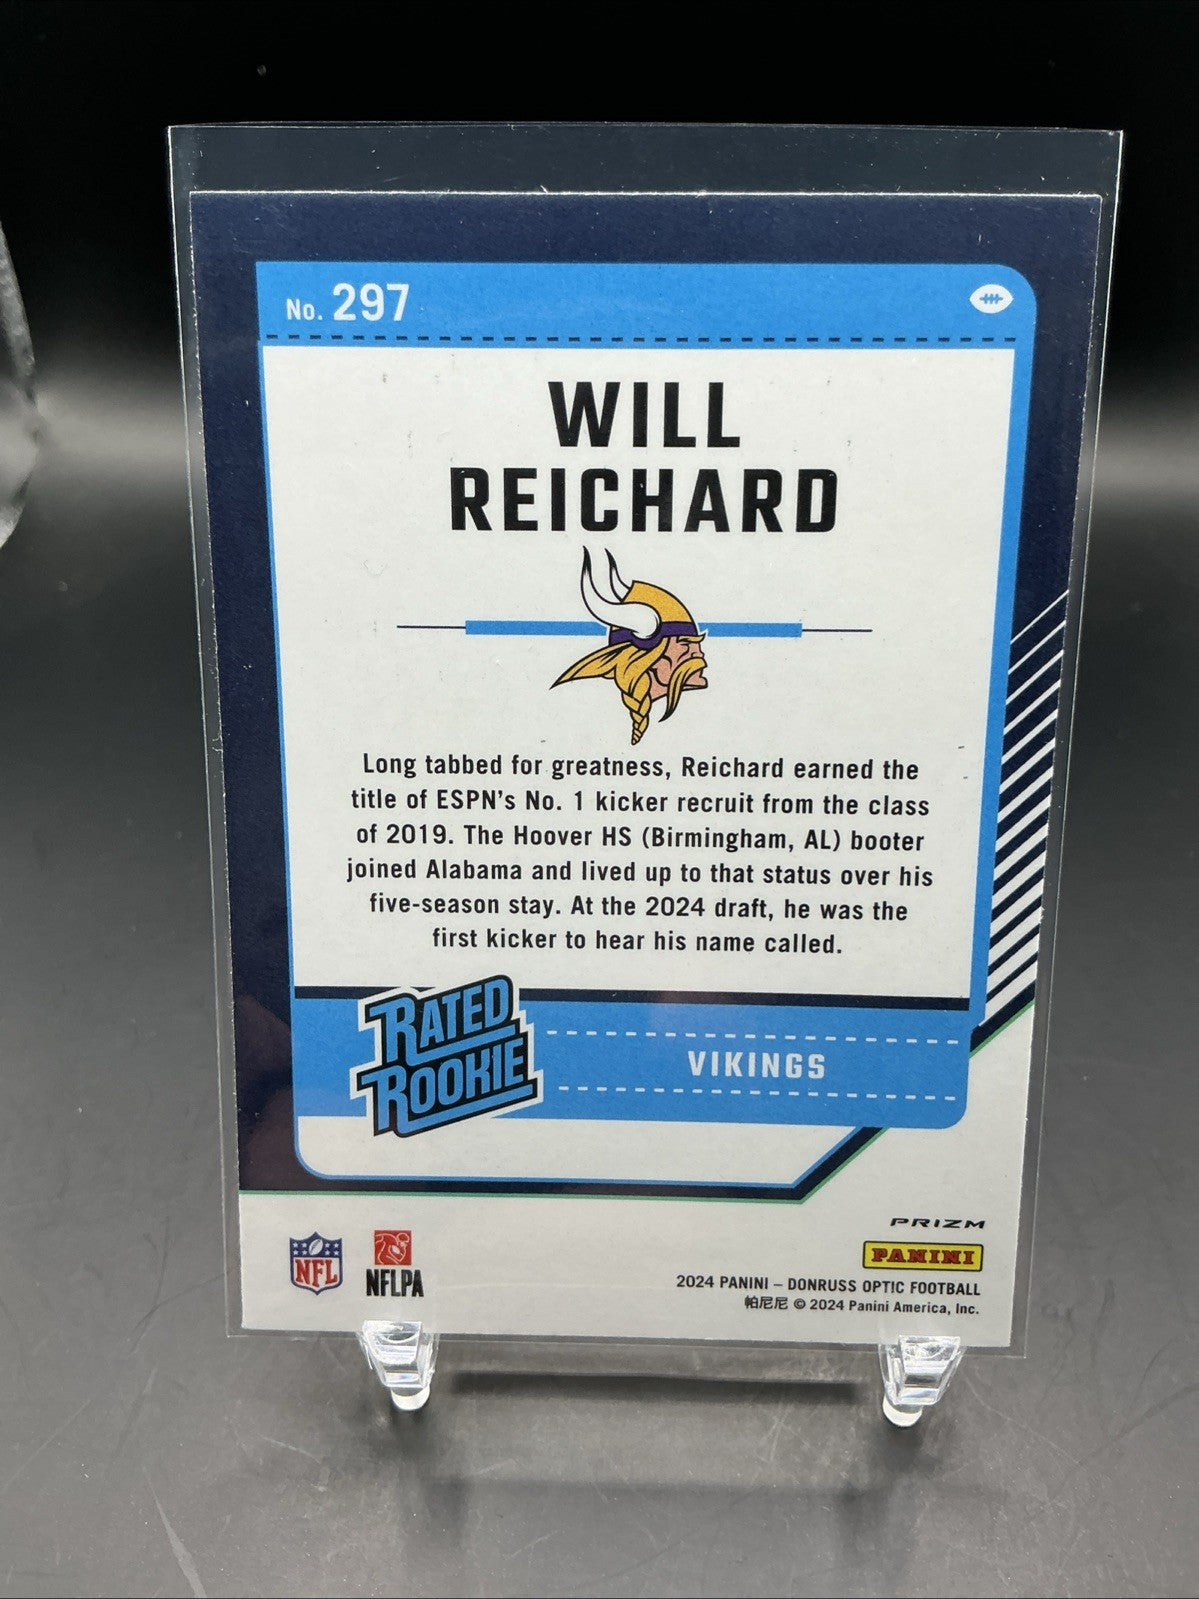 No. 297
WILL
REICHARD
Long tabbed for greatness, Reichard earned the
title of ESPN's No. 1 kicker recruit from the class
of 2019. The Hoover HS (Birmingham, AL) booter
joined Alabama and lived up to that status over his
five-season stay. At the 2024 draft, he was the
first kicker to hear his name called.
RATED
ROOKIE
VIKINGS
PRIZM
NFL
NFLPA
PANINI
2024 PANINI – DONRUSS OPTIC FOOTBALL
帕尼尼 © 2024 Panini America, Inc.